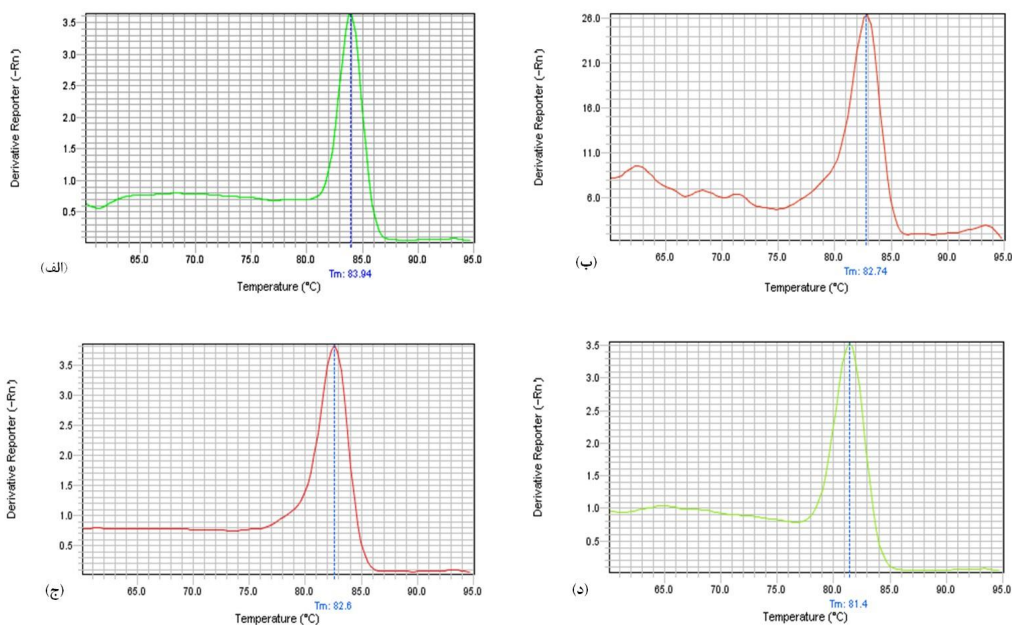 Derivative Reporter (-Rn')
3.5
3.0
2.5
2.0
1.5
1.0
0.5
65.0 70.0 75.0 80.0 85.0 90.0 95.0
Tm: 83.94
Temperature (°C)
(الف)
Derivative Reporter (-Rn')
26.0
21.0
16.0
11.0
6.0
65.0 70.0 75.0 80.0 85.0 90.0 95.0
Tm: 82.74
Temperature (°C)
(ب)
Derivative Reporter (-Rn')
3.5
3.0
2.5
2.0
1.5
1.0
0.5
65.0 70.0 75.0 80.0 85.0 90.0 95.0
Tm: 82.6
Temperature (°C)
(ج)
Derivative Reporter (-Rn')
3.5
3.0
2.5
2.0
1.5
1.0
0.5
65.0 70.0 75.0 80.0 85.0 90.0 95.0
Tm: 81.4
Temperature (°C)
(د)